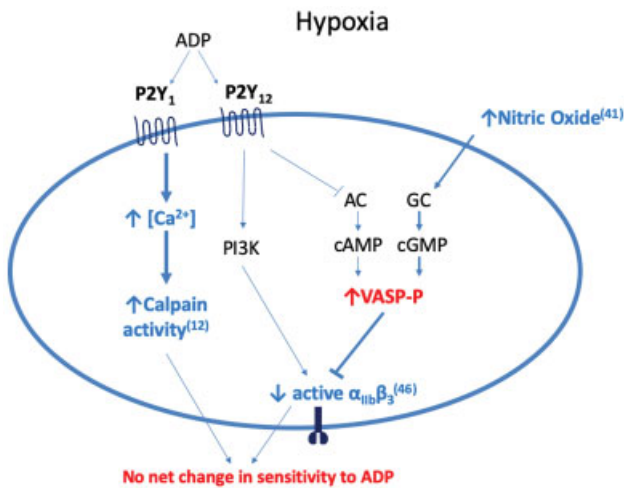 Hypoxia
ADP
P2Y₁
P2Y₁₂
↑Nitric Oxide⁽⁴¹⁾
AC
GC
↑ [Ca²⁺]
PI3K
cAMP
cGMP
↑VASP-P
↑Calpain
activity⁽¹²⁾
↓ active α_IIbβ₃⁽⁴⁶⁾
No net change in sensitivity to ADP